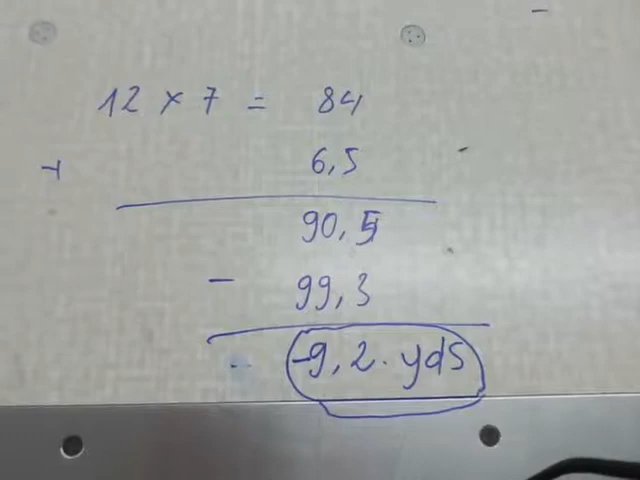 12 × 7 = 84
+ 6,5
90,5
- 99,3
-9,2. yds